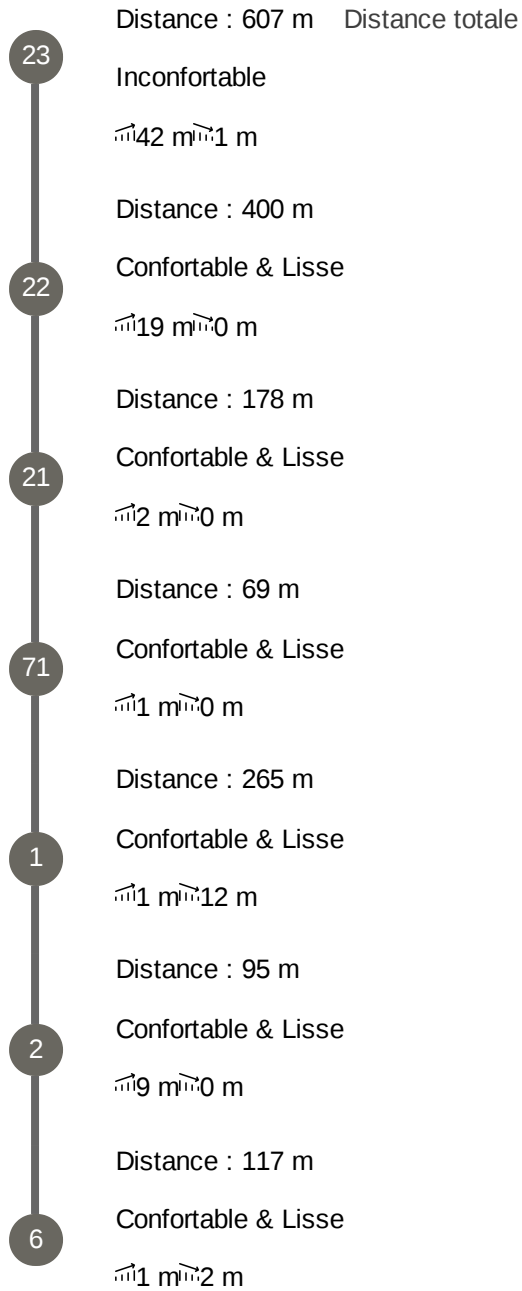 Distance : 607 m Distance totale
23
Inconfortable
42 m 1 m
Distance : 400 m
22
Confortable & Lisse
19 m 0 m
Distance : 178 m
21
Confortable & Lisse
2 m 0 m
Distance : 69 m
71
Confortable & Lisse
1 m 0 m
Distance : 265 m
1
Confortable & Lisse
1 m 12 m
Distance : 95 m
2
Confortable & Lisse
9 m 0 m
Distance : 117 m
6
Confortable & Lisse
1 m 2 m